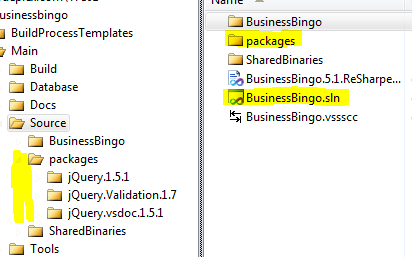 usinessbingo
BuildProcessTemplates
Main
Build
Database
Docs
Source
BusinessBingo
packages
jQuery.1.5.1
jQuery.Validation.1.7
jQuery.vsdoc.1.5.1
SharedBinaries
Tools
Name
BusinessBingo
packages
SharedBinaries
BusinessBingo.5.1.ReSharpe...
BusinessBingo.sln
BusinessBingo.vssscc